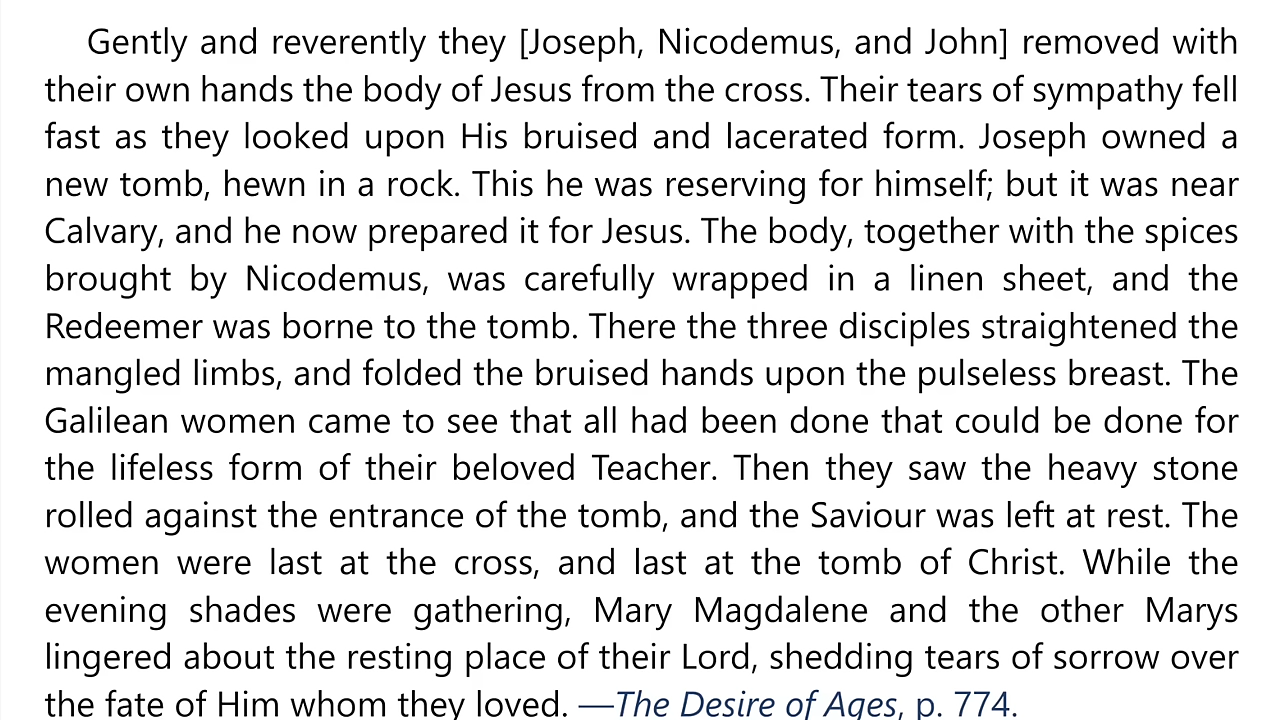 Gently and reverently they [Joseph, Nicodemus, and John] removed with
their own hands the body of Jesus from the cross. Their tears of sympathy fell
fast as they looked upon His bruised and lacerated form. Joseph owned a
new tomb, hewn in a rock. This he was reserving for himself; but it was near
Calvary, and he now prepared it for Jesus. The body, together with the spices
brought by Nicodemus, was carefully wrapped in a linen sheet, and the
Redeemer was borne to the tomb. There the three disciples straightened the
mangled limbs, and folded the bruised hands upon the pulseless breast. The
Galilean women came to see that all had been done that could be done for
the lifeless form of their beloved Teacher. Then they saw the heavy stone
rolled against the entrance of the tomb, and the Saviour was left at rest. The
women were last at the cross, and last at the tomb of Christ. While the
evening shades were gathering, Mary Magdalene and the other Marys
lingered about the resting place of their Lord, shedding tears of sorrow over
the fate of Him whom they loved. —The Desire of Ages, p. 774.